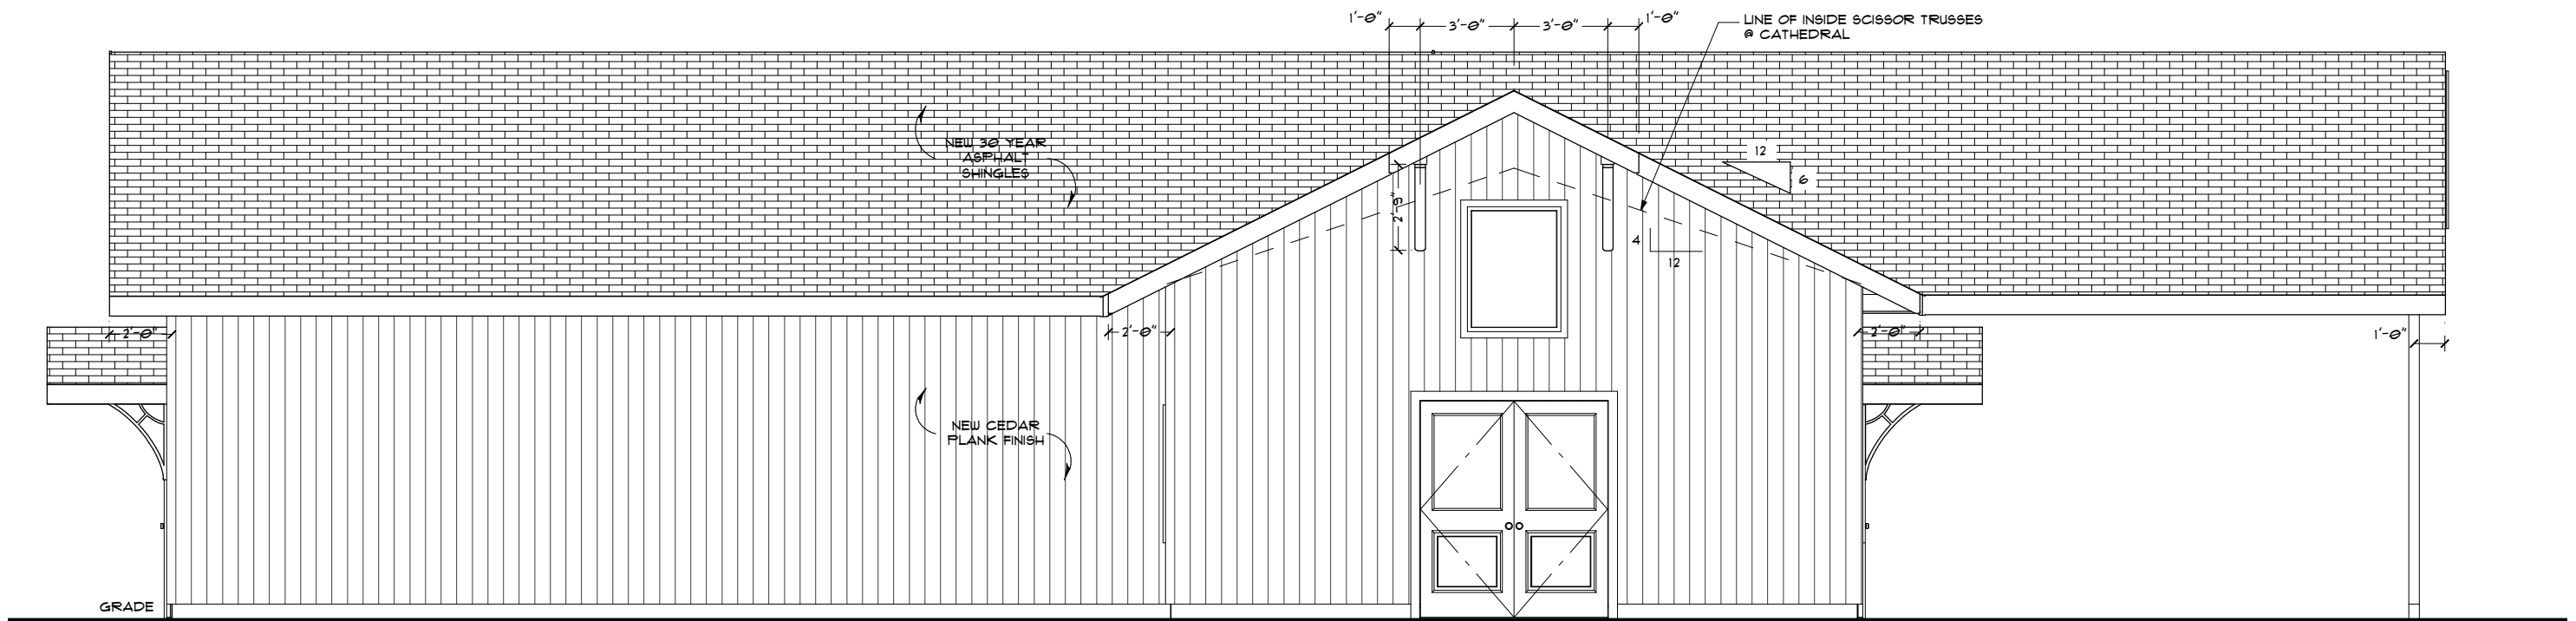 1'-0" 3'-0" 3'-0" 1'-0"
LINE OF INSIDE SCISSOR TRUSSES
@ CATHEDRAL
NEW 30 YEAR
ASPHALT
SHINGLES
12
6
2'-9"
4
12
2'-0"
2'-0"
2'-0"
1'-0"
NEW CEDAR
PLANK FINISH
GRADE